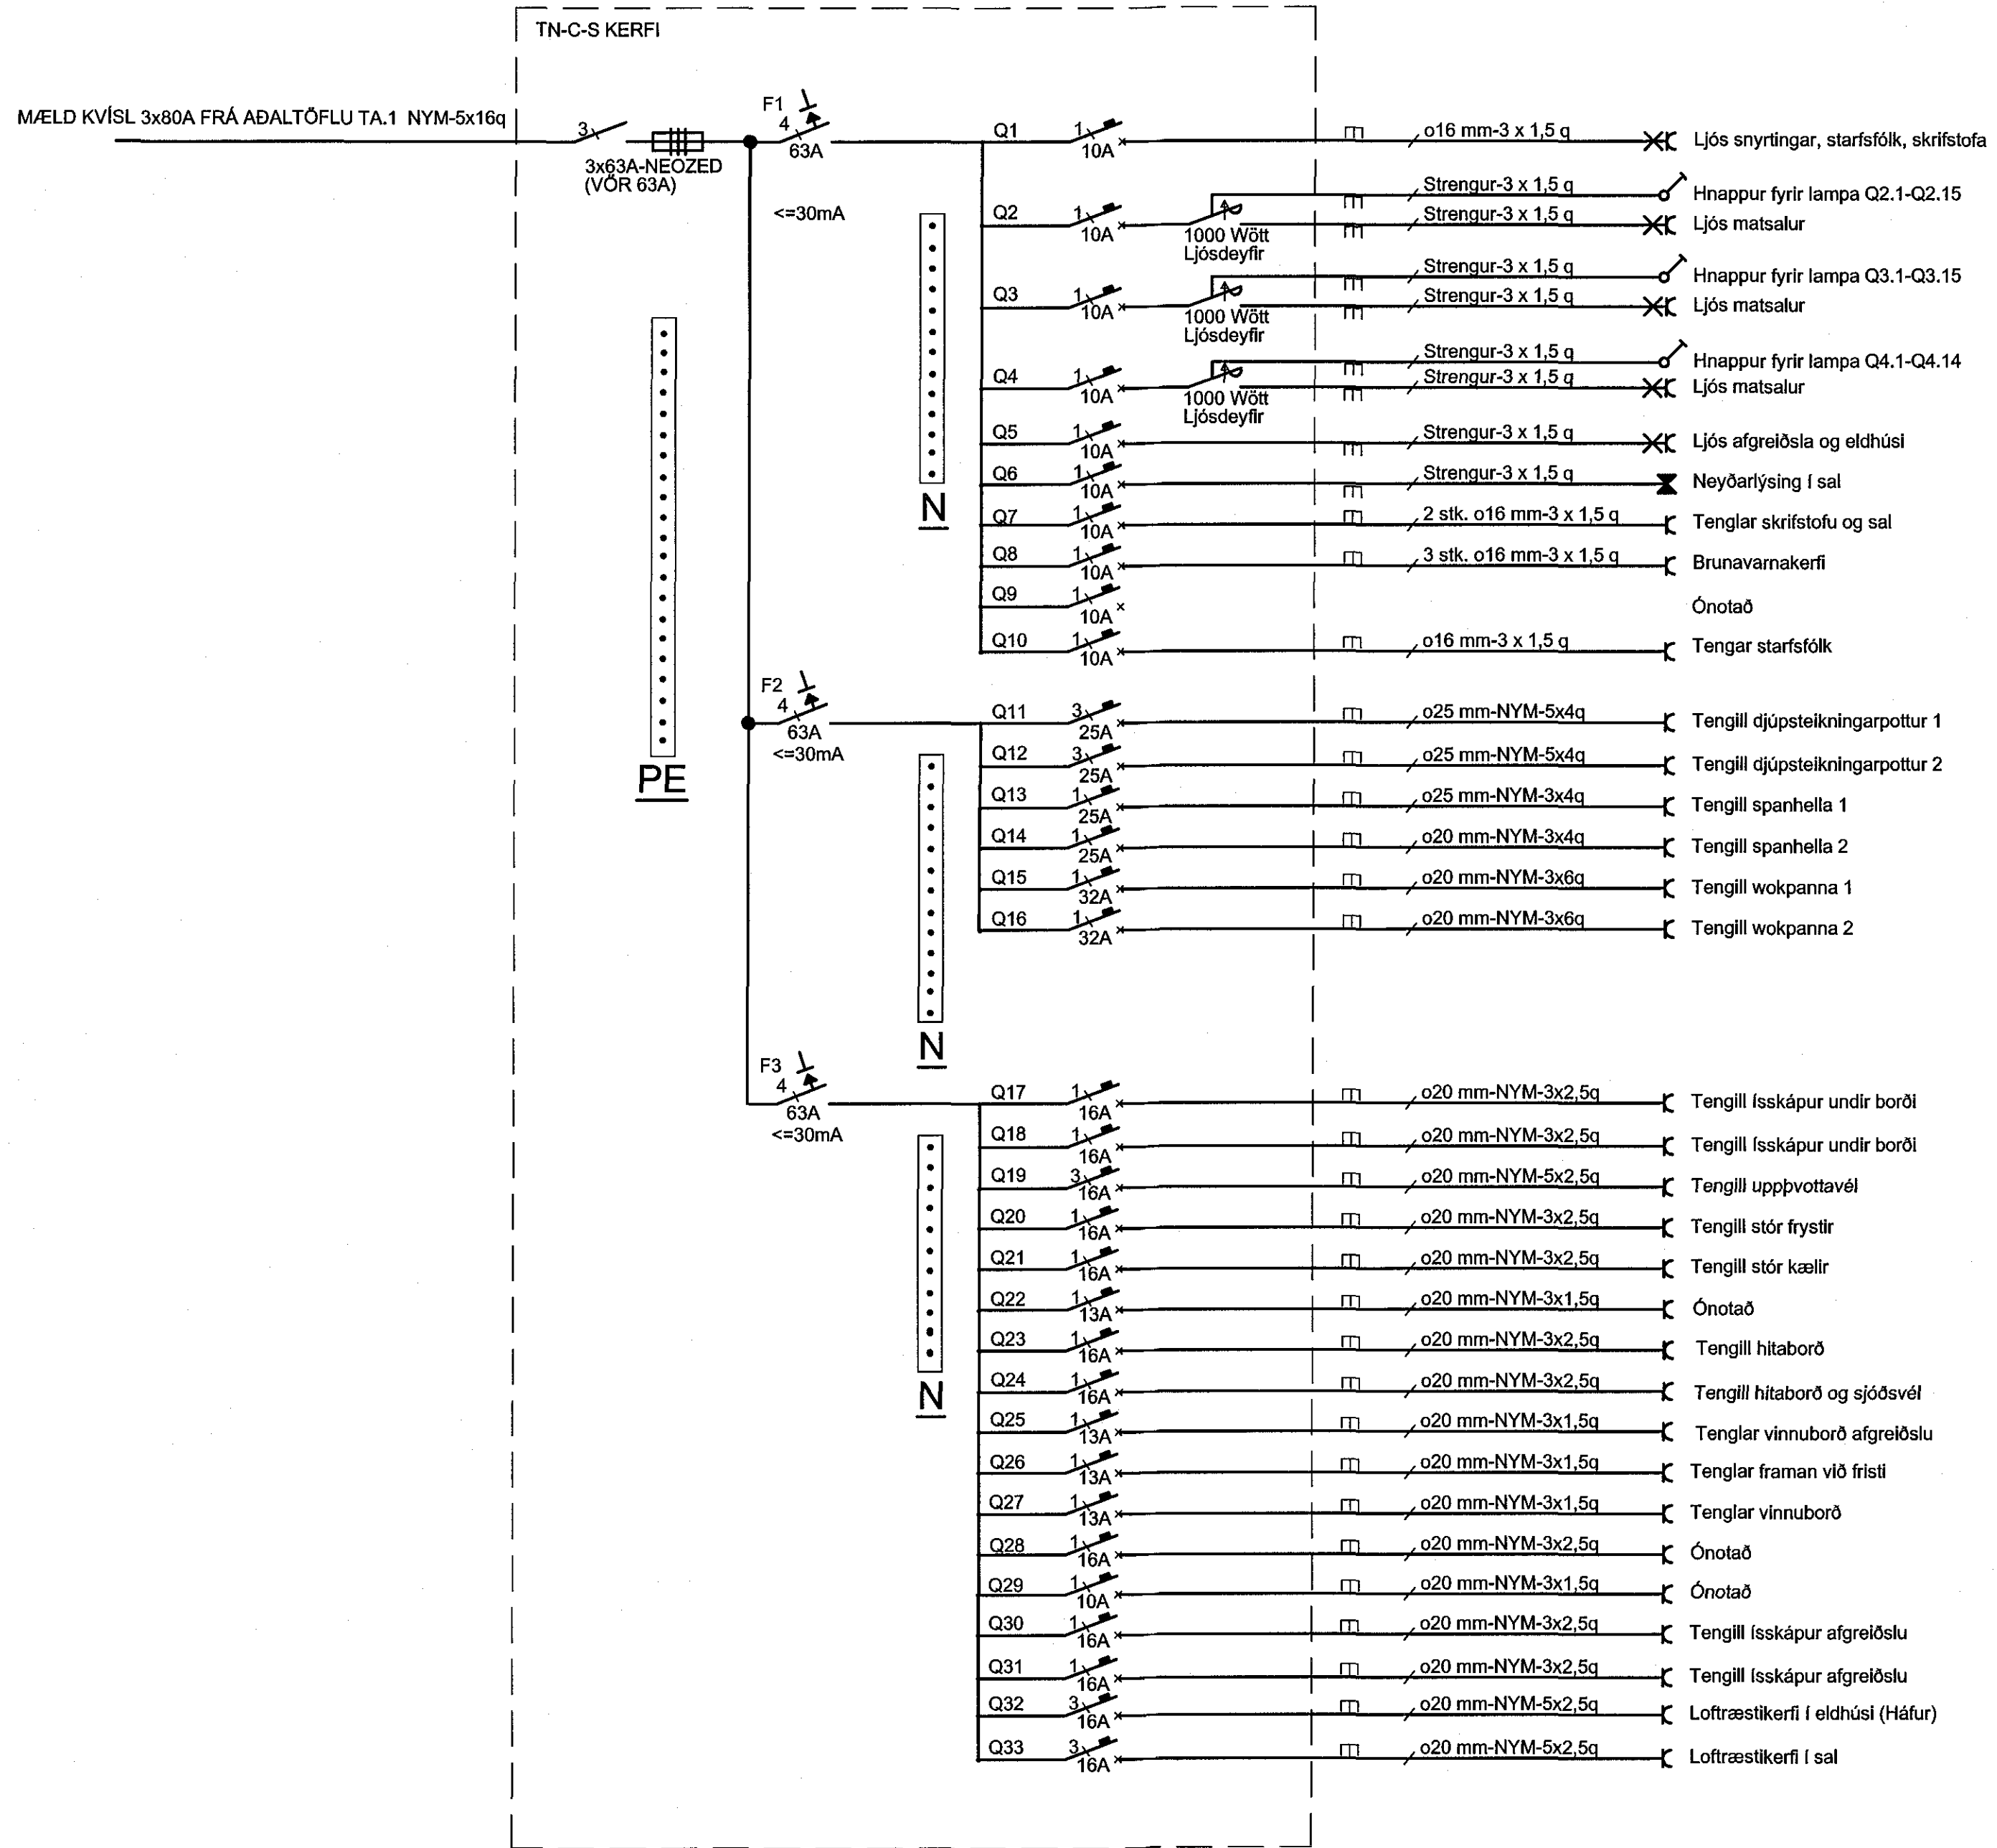 TN-C-S KERFI
MÆLD KVÍSL 3x80A FRÁ AÐALTÖFLU TA.1 NYM-5x16q
3
3x63A-NEOZED
(VÖR 63A)
F1
4
63A
<=30mA
N
PE
Q1
1
10A
o16 mm-3 x 1,5 q
Ljós snyrtingar, starfsfólk, skrifstofa
Strengur-3 x 1,5 q
Hnappur fyrir lampa Q2.1-Q2.15
Q2
1
10A
1000 Wött
Ljósdeyfir
Strengur-3 x 1,5 q
Ljós matsalur
Strengur-3 x 1,5 q
Hnappur fyrir lampa Q3.1-Q3.15
Q3
1
10A
1000 Wött
Ljósdeyfir
Strengur-3 x 1,5 q
Ljós matsalur
Strengur-3 x 1,5 q
Hnappur fyrir lampa Q4.1-Q4.14
Q4
1
10A
1000 Wött
Ljósdeyfir
Strengur-3 x 1,5 q
Ljós matsalur
Q5
1
10A
Strengur-3 x 1,5 q
Ljós afgreiðsla og eldhúsi
Q6
1
10A
Strengur-3 x 1,5 q
Neyðarlýsing í sal
Q7
1
10A
2 stk. o16 mm-3 x 1,5 q
Tenglar skrifstofu og sal
Q8
1
10A
3 stk. o16 mm-3 x 1,5 q
Brunavarnakerfi
Q9
1
10A
Ónotað
Q10
1
10A
o16 mm-3 x 1,5 q
Tengar starfsfólk
F2
4
63A
<=30mA
N
Q11
3
25A
o25 mm-NYM-5x4q
Tengill djúpsteikningarpottur 1
Q12
3
25A
o25 mm-NYM-5x4q
Tengill djúpsteikningarpottur 2
Q13
1
25A
o25 mm-NYM-3x4q
Tengill spanhella 1
Q14
1
25A
o20 mm-NYM-3x4q
Tengill spanhella 2
Q15
1
32A
o20 mm-NYM-3x6q
Tengill wokpanna 1
Q16
1
32A
o20 mm-NYM-3x6q
Tengill wokpanna 2
F3
4
63A
<=30mA
N
Q17
1
16A
o20 mm-NYM-3x2,5q
Tengill ísskápur undir borði
Q18
1
16A
o20 mm-NYM-3x2,5q
Tengill ísskápur undir borði
Q19
3
16A
o20 mm-NYM-5x2,5q
Tengill uppþvottavél
Q20
1
16A
o20 mm-NYM-3x2,5q
Tengill stór frystir
Q21
1
16A
o20 mm-NYM-3x2,5q
Tengill stór kælir
Q22
1
13A
o20 mm-NYM-3x1,5q
Ónotað
Q23
1
16A
o20 mm-NYM-3x2,5q
Tengill hitaborð
Q24
1
16A
o20 mm-NYM-3x2,5q
Tengill hitaborð og sjóðsvél
Q25
1
13A
o20 mm-NYM-3x1,5q
Tenglar vinnuborð afgreiðslu
Q26
1
13A
o20 mm-NYM-3x1,5q
Tenglar framan við fristi
Q27
1
13A
o20 mm-NYM-3x1,5q
Tenglar vinnuborð
Q28
1
16A
o20 mm-NYM-3x2,5q
Ónotað
Q29
1
10A
o20 mm-NYM-3x1,5q
Ónotað
Q30
1
16A
o20 mm-NYM-3x2,5q
Tengill ísskápur afgreiðslu
Q31
1
16A
o20 mm-NYM-3x2,5q
Tengill ísskápur afgreiðslu
Q32
3
16A
o20 mm-NYM-5x2,5q
Loftræstikerfi í eldhúsi (Háfur)
Q33
3
16A
o20 mm-NYM-5x2,5q
Loftræstikerfi í sal